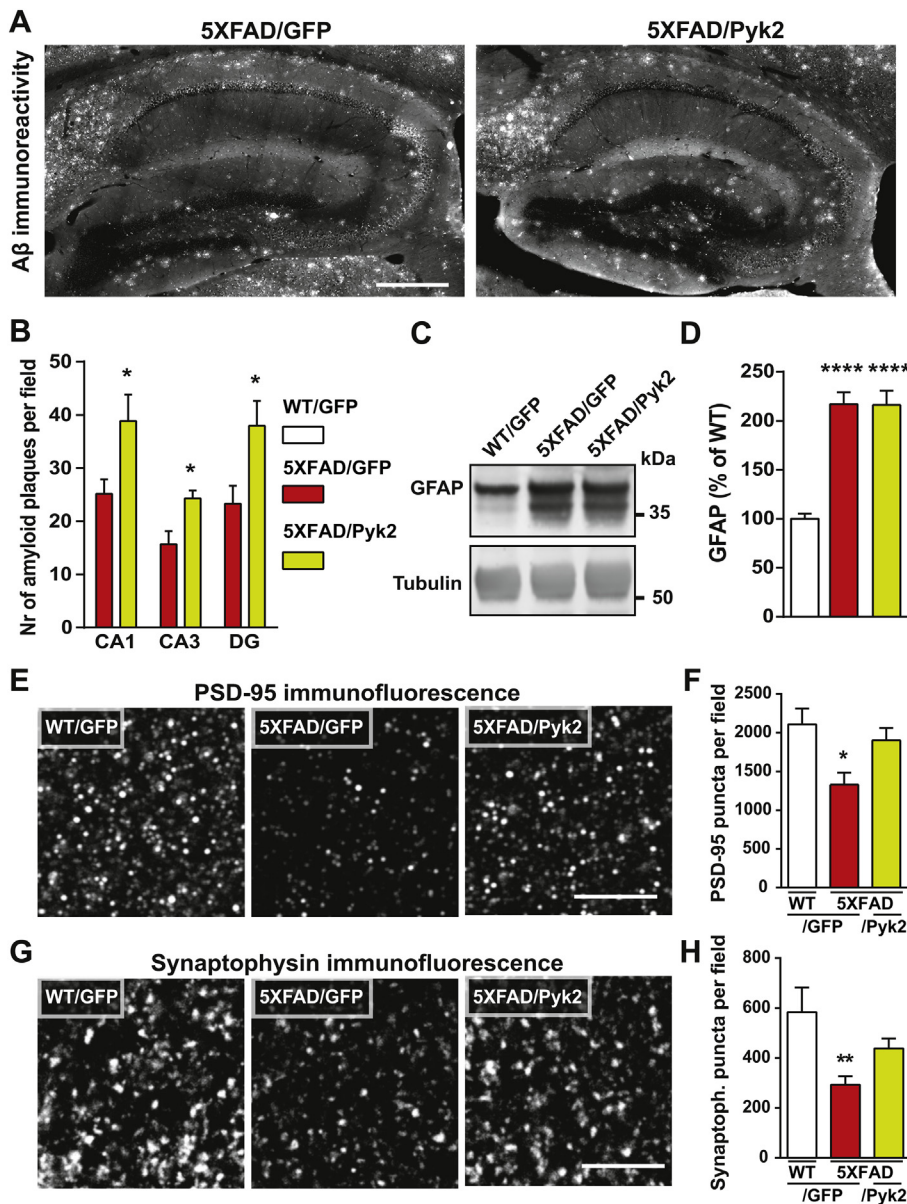 A
5XFAD/GFP
5XFAD/Pyk2
Aβ immunoreactivity
B
Nr of amyloid plaques per field
50
40
30
20
10
0
*
*
*
CA1
CA3
DG
WT/GFP
5XFAD/GFP
5XFAD/Pyk2
C
WT/GFP
5XFAD/GFP
5XFAD/Pyk2
kDa
GFAP
35
Tubulin
50
D
GFAP (% of WT)
250
200
150
100
50
0
**** ****
E
PSD-95 immunofluorescence
WT/GFP
5XFAD/GFP
5XFAD/Pyk2
F
PSD-95 puncta per field
2500
2000
1500
1000
500
0
*
WT 5XFAD
/GFP /Pyk2
G
Synaptophysin immunofluorescence
WT/GFP
5XFAD/GFP
5XFAD/Pyk2
H
Synaptoph. puncta per field
800
600
400
200
0
**
WT 5XFAD
/GFP /Pyk2